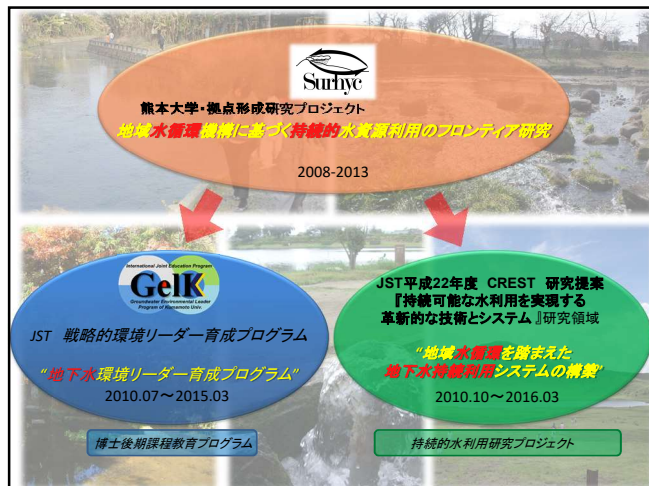 Surhyc
熊本大学・拠点形成研究プロジェクト
地域水循環機構に基づく持続的水資源利用のフロンティア研究
2008-2013
International Joint Education Program
GelK
Groundwater Environmental Leader
Program of Kumamoto Univ.
JST 戦略的環境リーダー育成プログラム
“地下水環境リーダー育成プログラム”
2010.07～2015.03
博士後期課程教育プログラム
JST平成22年度 CREST 研究提案
『持続可能な水利用を実現する
革新的な技術とシステム』研究領域
“地域水循環を踏まえた
地下水持続利用システムの構築”
2010.10～2016.03
持続的水利用研究プロジェクト